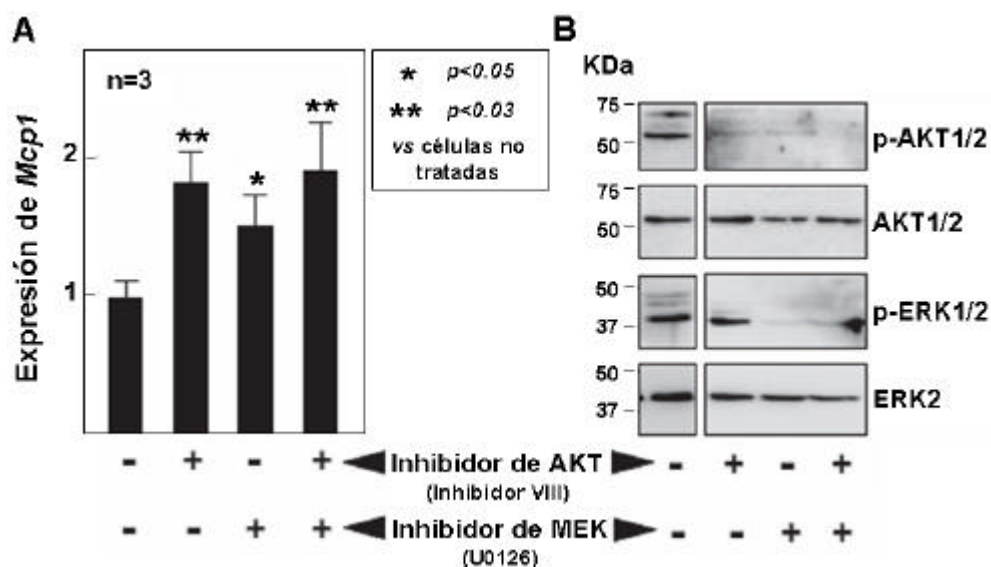 A
Expresión de Mcp1
n=3
2
1
**
*
**
* p<0.05
** p<0.03
vs células no
tratadas
B
KDa
75
50
p-AKT1/2
75
50
AKT1/2
50
37
p-ERK1/2
50
37
ERK2
- + - + Inhibidor de AKT - + - +
(Inhibidor VIII)
- - + + Inhibidor de MEK - - + +
(U0126)